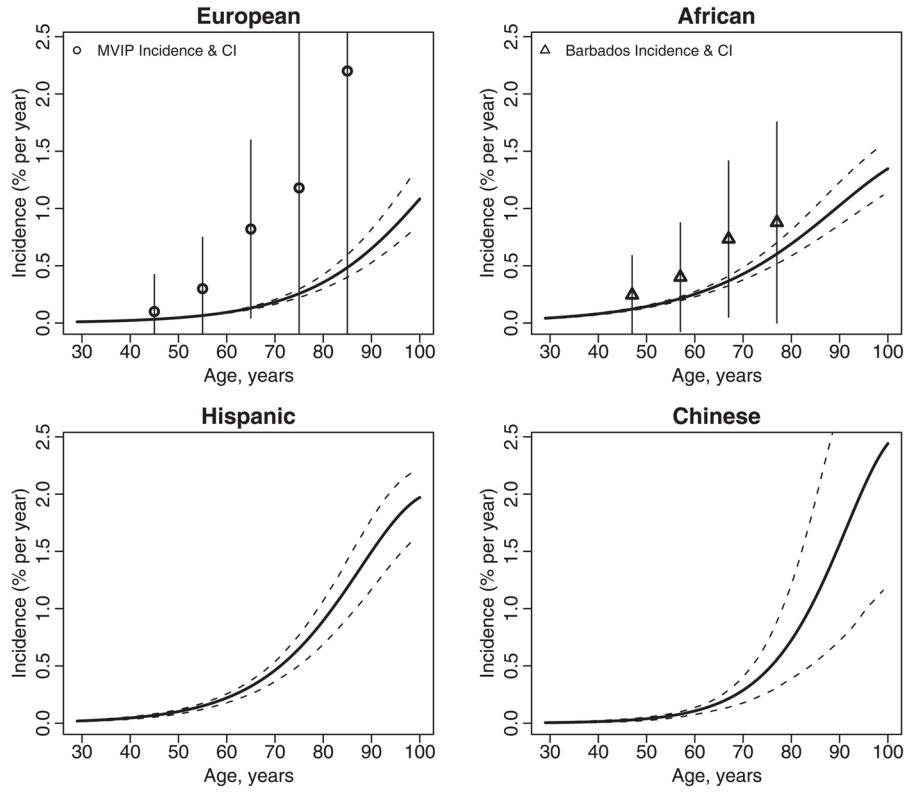 European
2.5
2.0
1.5
1.0
0.5
0.0
Incidence (% per year)
MVIP Incidence & CI
30 40 50 60 70 80 90 100
Age, years
African
2.5
2.0
1.5
1.0
0.5
0.0
Incidence (% per year)
Barbados Incidence & CI
30 40 50 60 70 80 90 100
Age, years
Hispanic
2.5
2.0
1.5
1.0
0.5
0.0
Incidence (% per year)
30 40 50 60 70 80 90 100
Age, years
Chinese
2.5
2.0
1.5
1.0
0.5
0.0
Incidence (% per year)
30 40 50 60 70 80 90 100
Age, years